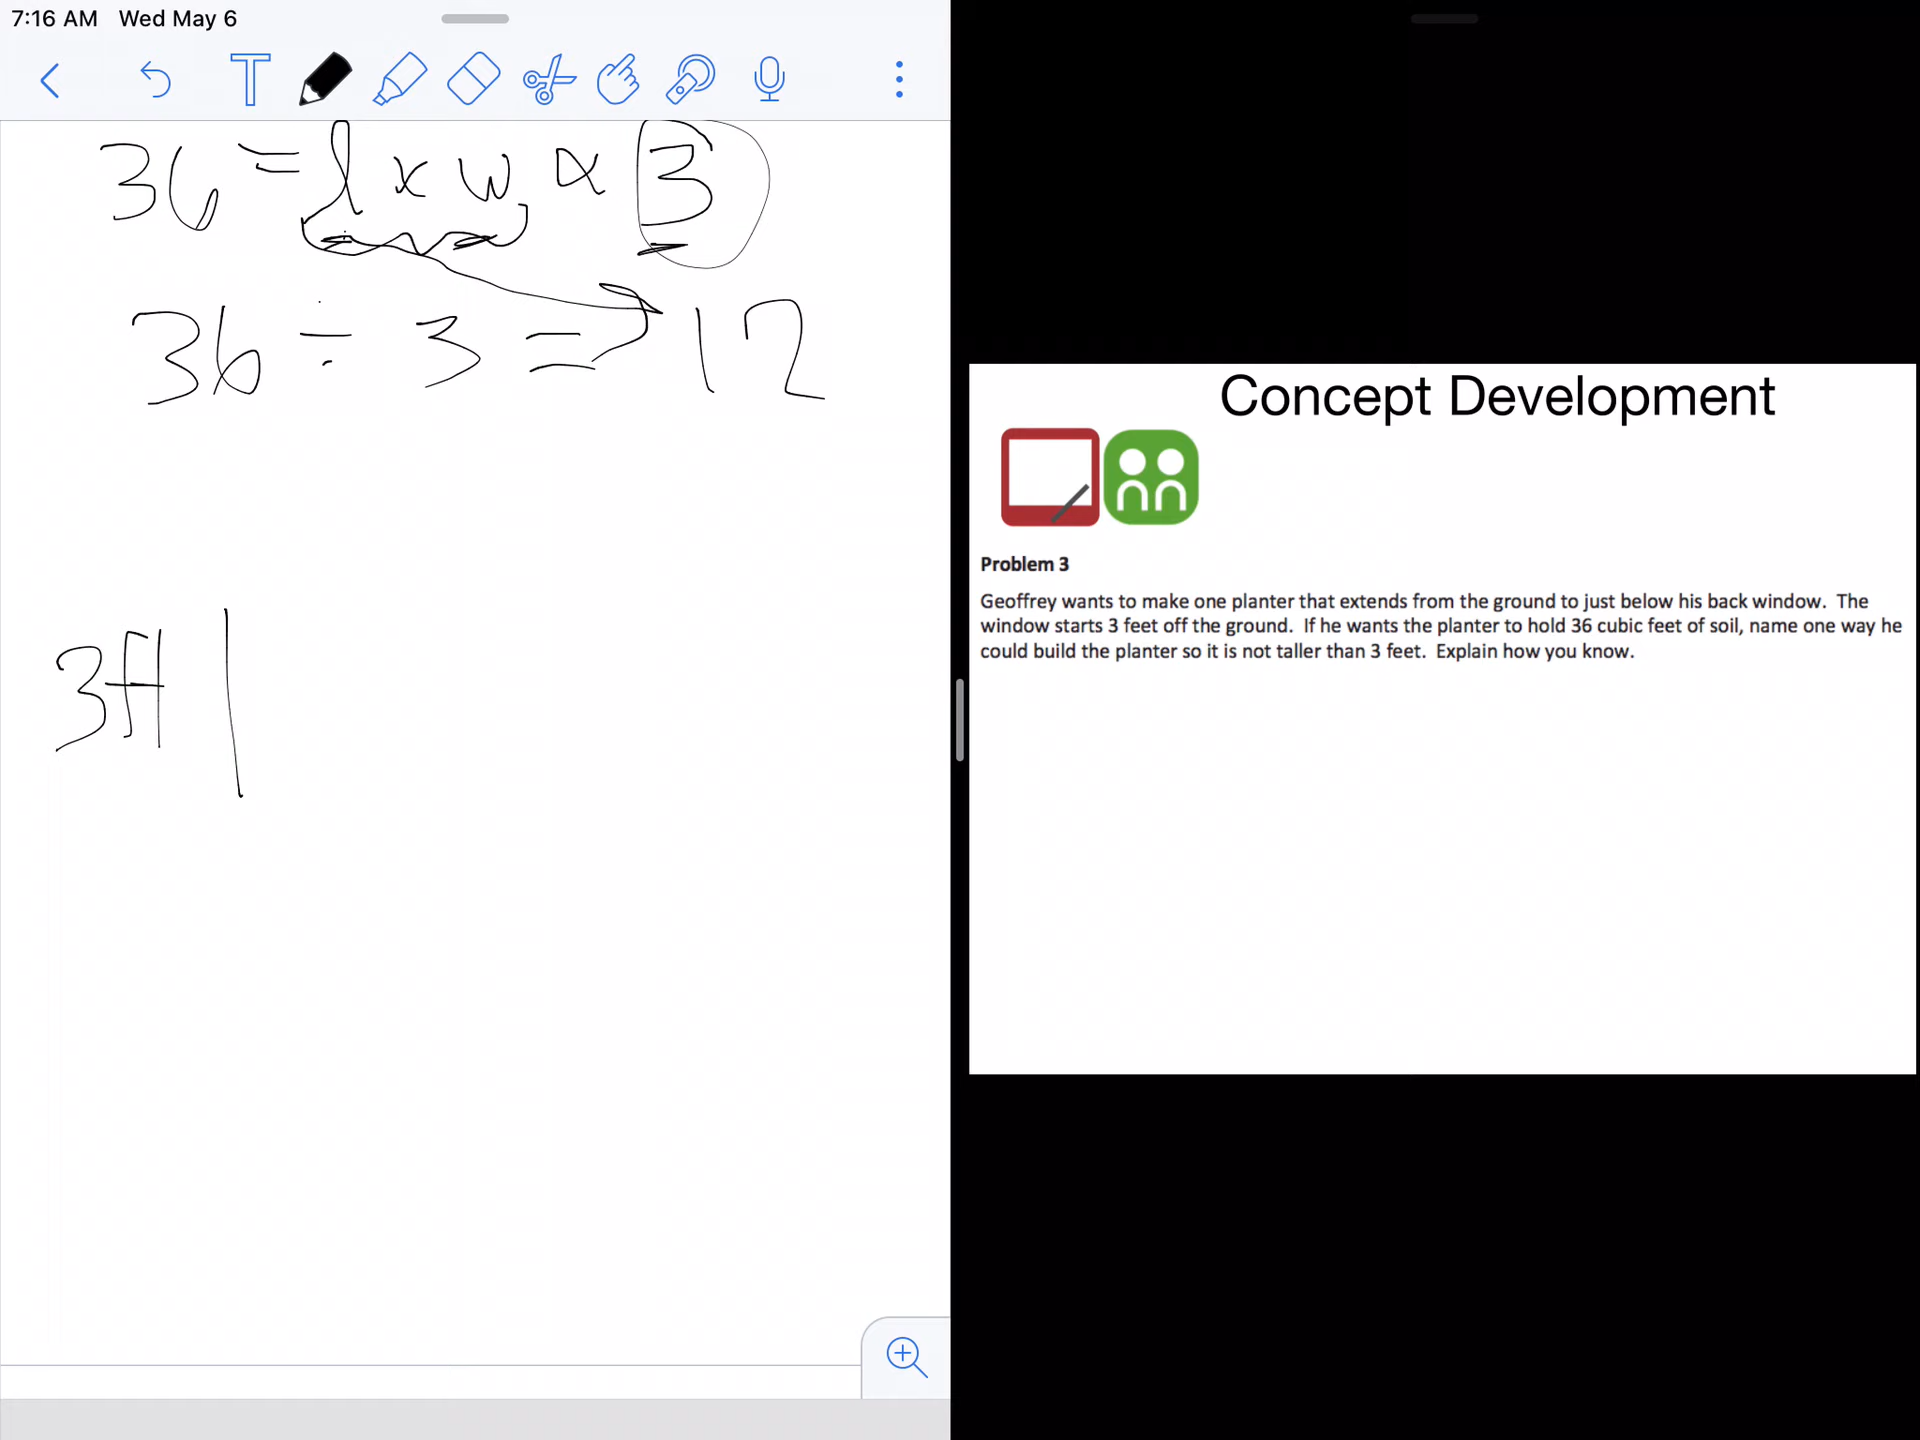 7:16 AM Wed May 6
T
36 = l x w x 3
36 ÷ 3 = 12
3ft
Concept Development
Problem 3
Geoffrey wants to make one planter that extends from the ground to just below his back window. The
window starts 3 feet off the ground. If he wants the planter to hold 36 cubic feet of soil, name one way he
could build the planter so it is not taller than 3 feet. Explain how you know.